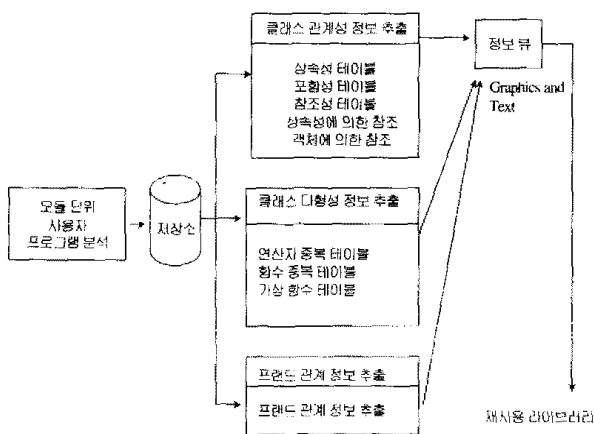 모듈 단위
사용자
프로그램 분석
저장소
클래스 관계성 정보 추출
상속성 테이블
포함성 테이블
참조성 테이블
상속성에 의한 참조
객체에 의한 참조
클래스 다형성 정보 추출
연산자 중복 테이블
함수 중복 테이블
가상 함수 테이블
프랜드 관계 정보 추출
프랜드 관계 정보 추출
정보 뷰
Graphics and
Text
재사용 라이브러리